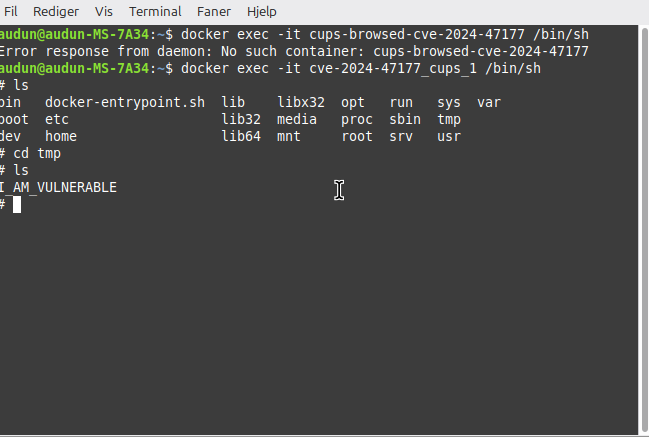 Fil Rediger Vis Terminal Faner Hjelp
audun@audun-MS-7A34:~$ docker exec -it cups-browsed-cve-2024-47177 /bin/sh
Error response from daemon: No such container: cups-browsed-cve-2024-47177
audun@audun-MS-7A34:~$ docker exec -it cve-2024-47177_cups_1 /bin/sh
# ls
bin docker-entrypoint.sh lib libx32 opt run sys var
boot etc lib32 media proc sbin tmp
dev home lib64 mnt root srv usr
# cd tmp
# ls
I_AM_VULNERABLE
#